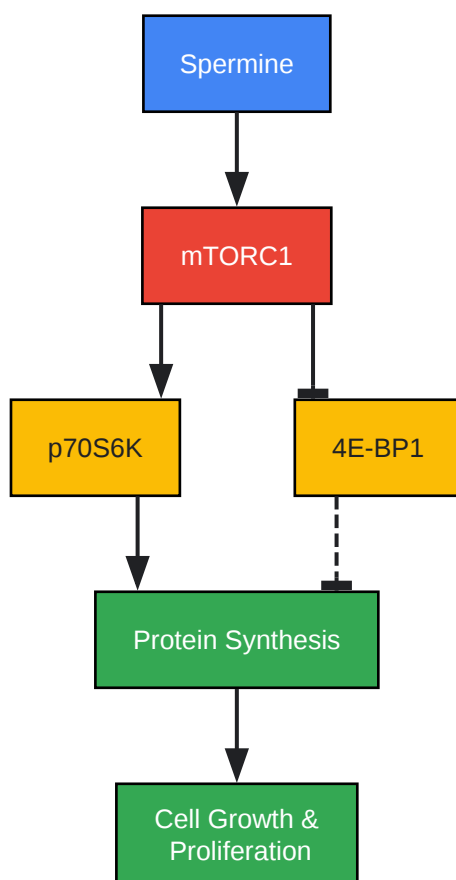 Spermine
mTORC1
p70S6K
4E-BP1
Protein Synthesis
Cell Growth &
Proliferation